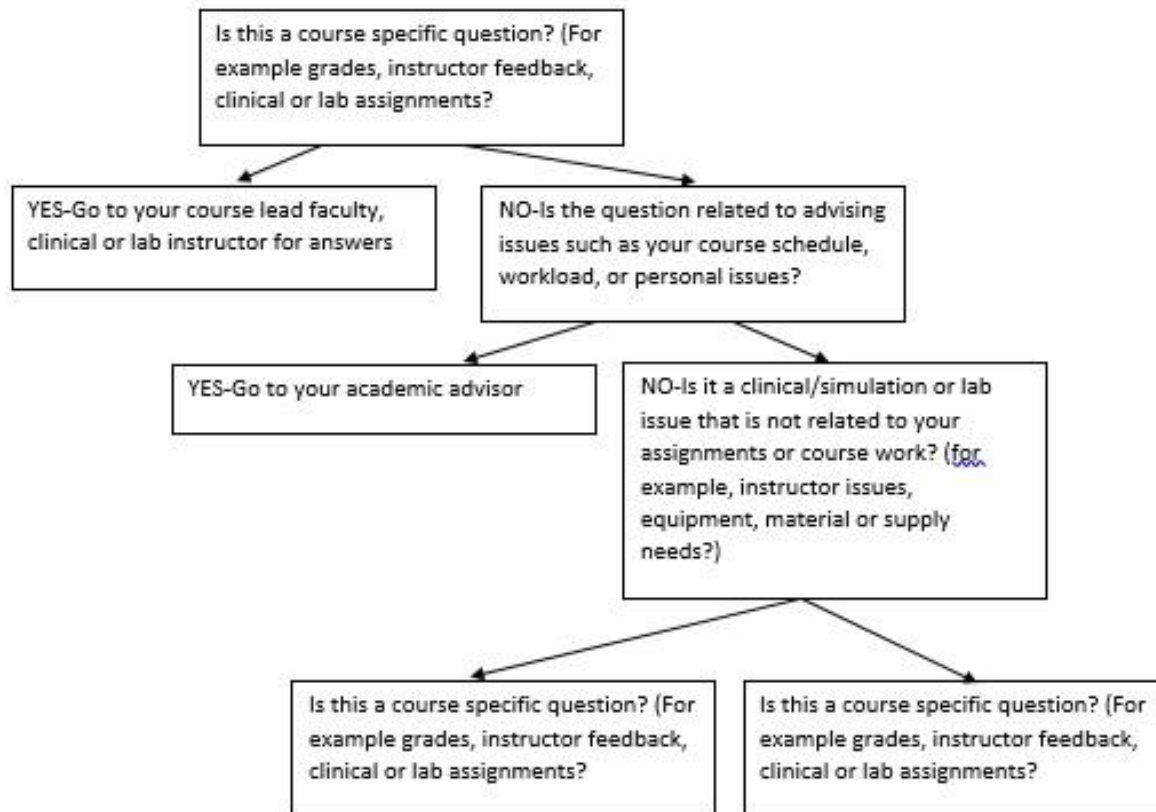 Is this a course specific question? (For
example grades, instructor feedback,
clinical or lab assignments?
YES-Go to your course lead faculty,
clinical or lab instructor for answers
NO-Is the question related to advising
issues such as your course schedule,
workload, or personal issues?
YES-Go to your academic advisor
NO-Is it a clinical/simulation or lab
issue that is not related to your
assignments or course work? (for
example, instructor issues,
equipment, material or supply
needs?)
Is this a course specific question? (For
example grades, instructor feedback,
clinical or lab assignments?
Is this a course specific question? (For
example grades, instructor feedback,
clinical or lab assignments?